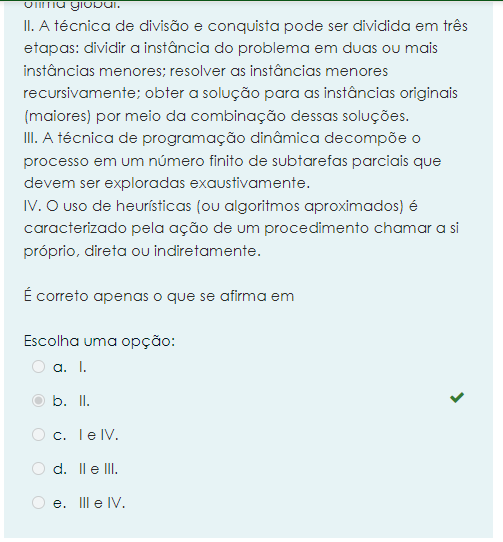 ótima global.
II. A técnica de divisão e conquista pode ser dividida em três
etapas: dividir a instância do problema em duas ou mais
instâncias menores; resolver as instâncias menores
recursivamente; obter a solução para as instâncias originais
(maiores) por meio da combinação dessas soluções.
III. A técnica de programação dinâmica decompõe o
processo em um número finito de subtarefas parciais que
devem ser exploradas exaustivamente.
IV. O uso de heurísticas (ou algoritmos aproximados) é
caracterizado pela ação de um procedimento chamar a si
próprio, direta ou indiretamente.
É correto apenas o que se afirma em
Escolha uma opção:
a. I.
b. II.
c. I e IV.
d. II e III.
e. III e IV.